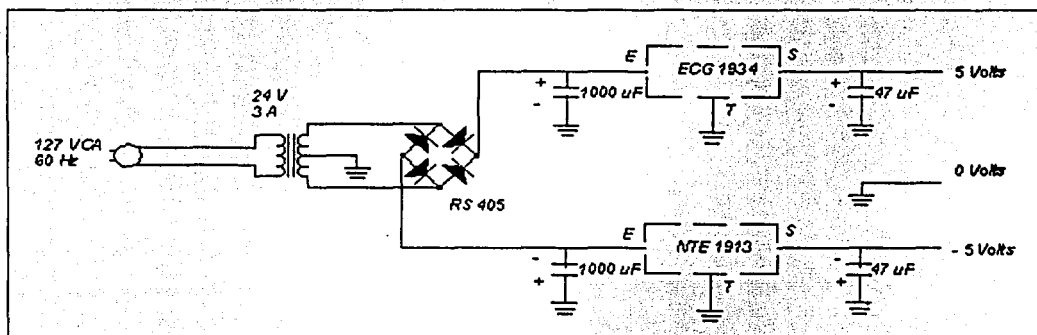 E
ECG 1934
S
5 Volts
+
-
1000 uF
T
+
-
47 uF
24 V
3 A
127 VCA
60 Hz
RS 405
0 Volts
E
NTE 1913
S
- 5 Volts
-
+
1000 uF
T
-
+
47 uF